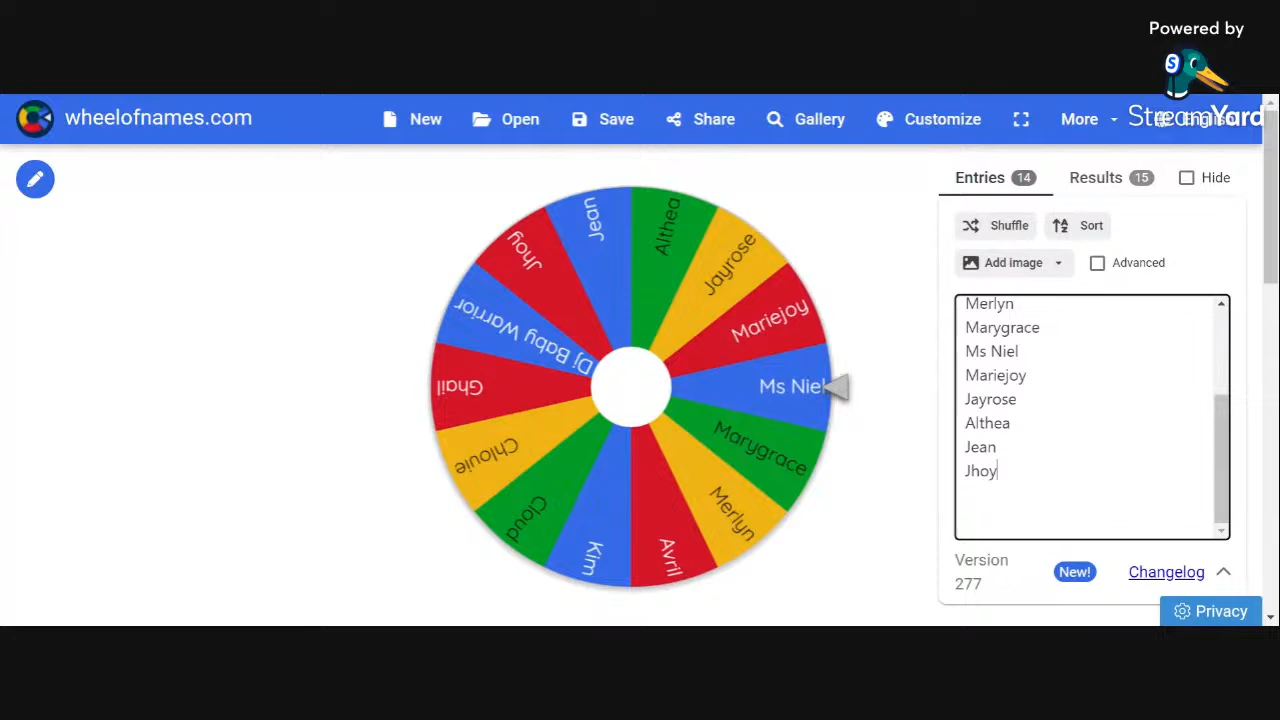 Powered by
S
StreamYard
wheelofnames.com
New
Open
Save
Share
Gallery
Customize
More
Entries 14
Results 15
Hide
Shuffle
Sort
Add image
Advanced
Merlyn
Marygrace
Ms Niel
Mariejoy
Jayrose
Althea
Jean
Jhoy
Version
277
New!
Changelog
Privacy
Althea
Jayrose
Mariejoy
Ms Niel
Marygrace
Merlyn
Avril
Kim
Cloud
Chlouie
Ghail
Dj Baby Warrior
Jhoy
Jean